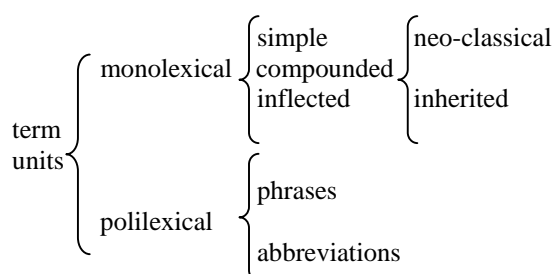 simple
neo-classical
monolexical
compounded
inflected
inherited
term
units
phrases
polilexical
abbreviations